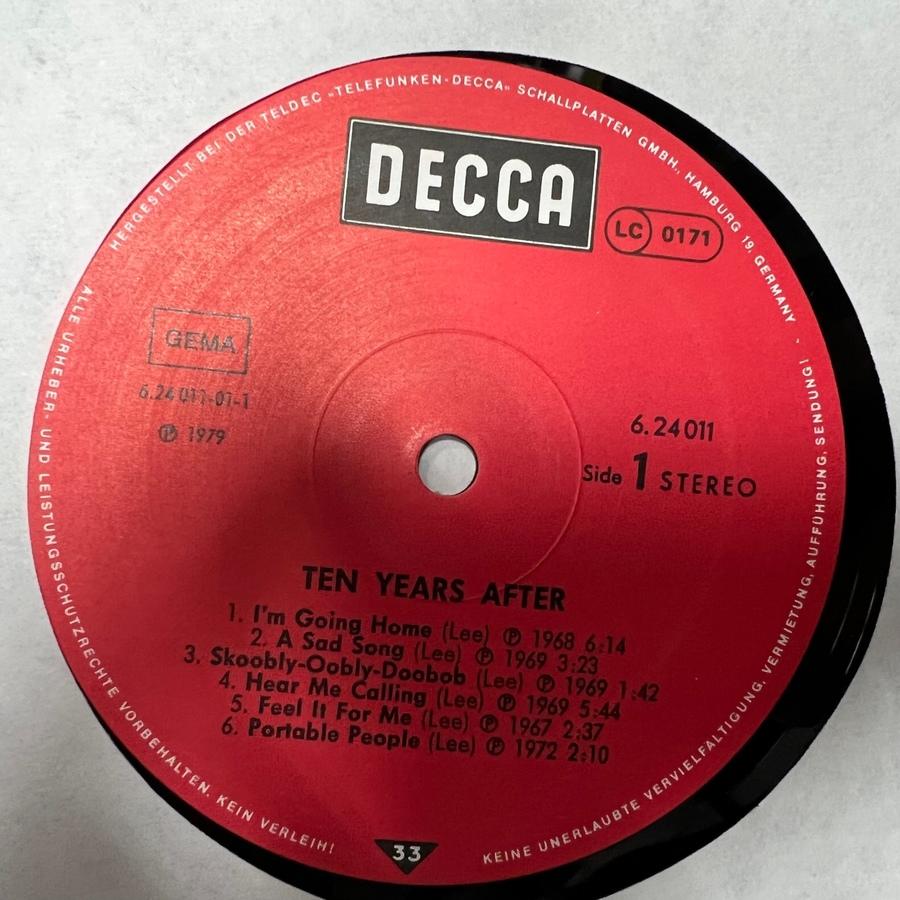 HERGESTELLT BEI DER TELDEC »TELEFUNKEN-DECCA« SCHALLPLATTEN GMBH., HAMBURG 19, GERMANY
DECCA
LC 0171
GEMA
6.24 011-01-1
Ⓟ 1979
6.24011
Side 1 STEREO
TEN YEARS AFTER
1. I'm Going Home (Lee) Ⓟ 1968 6:14
2. A Sad Song (Lee) Ⓟ 1969 3:23
3. Skoobly-Oobly-Doobob (Lee) Ⓟ 1969 1:42
4. Hear Me Calling (Lee) Ⓟ 1969 5:44
5. Feel It For Me (Lee) Ⓟ 1967 2:37
6. Portable People (Lee) Ⓟ 1972 2:10
33
ALLE URHEBER- UND LEISTUNGSSCHUTZRECHTE VORBEHALTEN. KEIN VERLEIH!
KEINE UNERLAUBTE VERVIELFÄLTIGUNG, VERMIETUNG, AUFFÜHRUNG, SENDUNG!